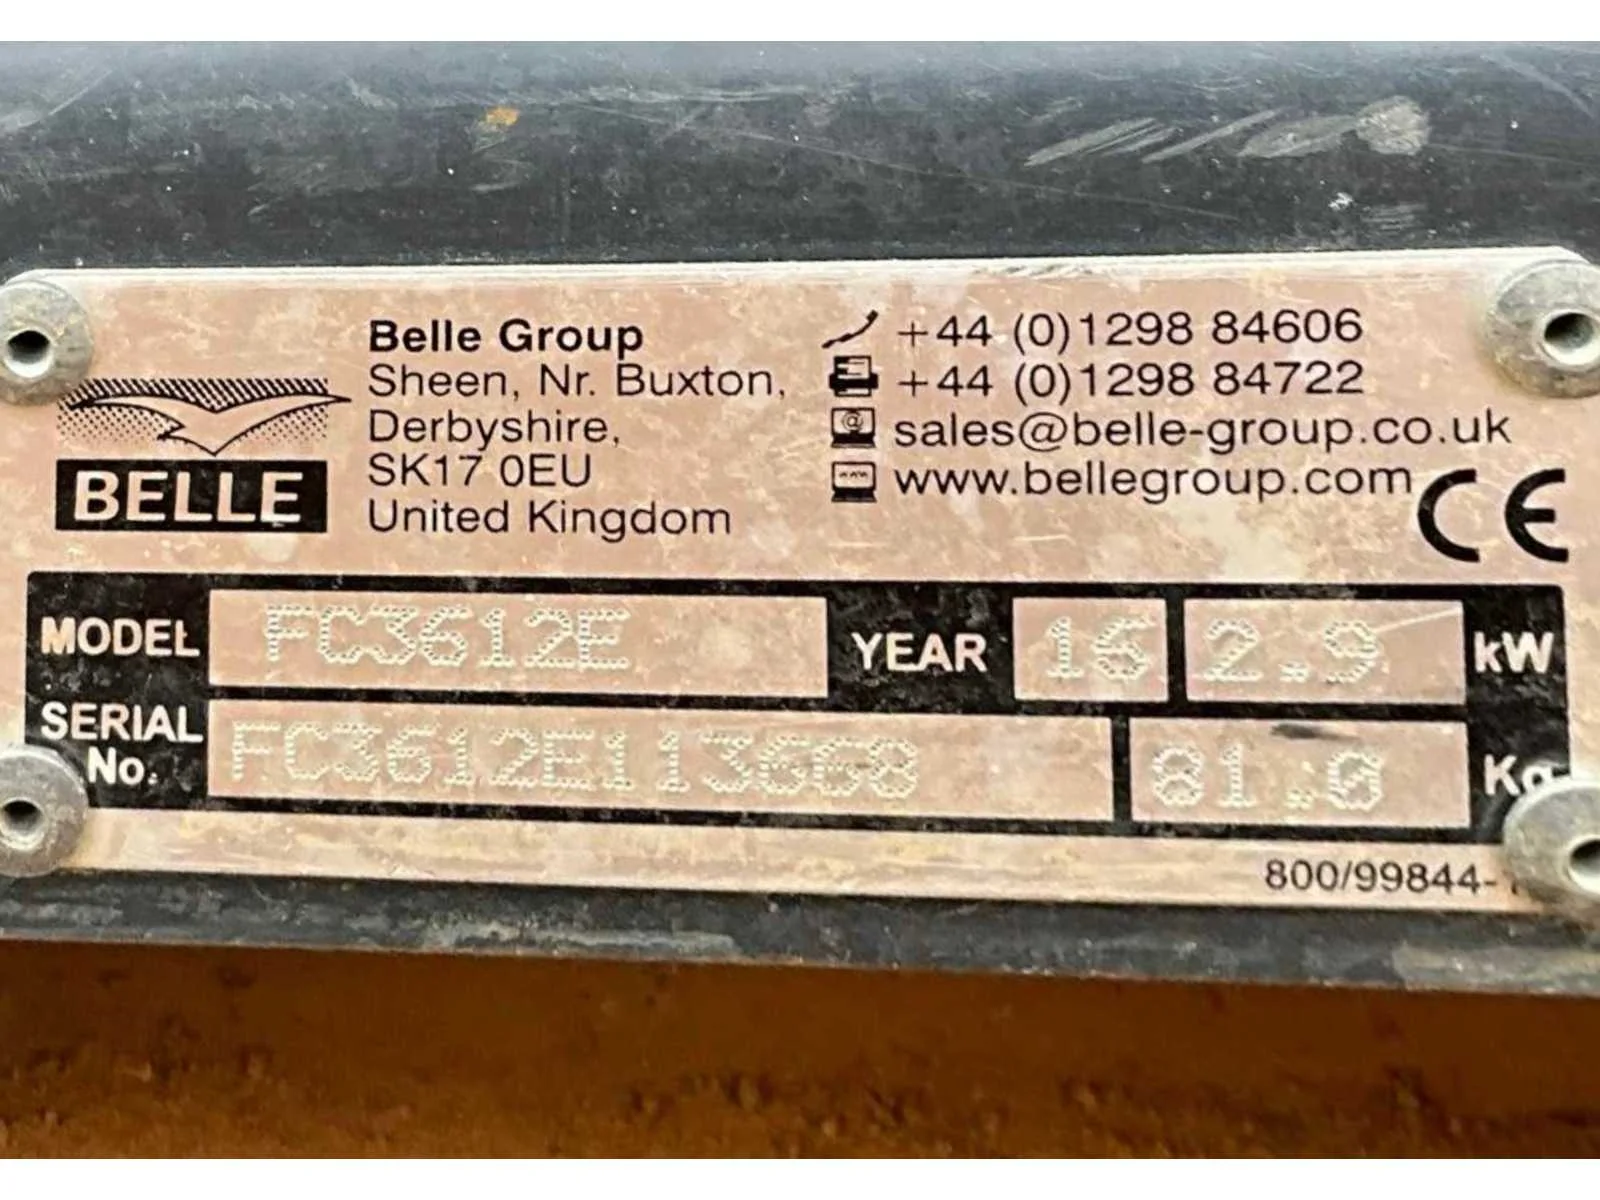 Belle Group
Sheen, Nr. Buxton,
Derbyshire,
SK17 0EU
United Kingdom
BELLE
+44 (0)1298 84606
+44 (0)1298 84722
sales@belle-group.co.uk
www.bellegroup.com
CE
MODEL FC3612E YEAR 16 2.9 kW
SERIAL No. FC3612E113668 81.0 Kg
800/99844-